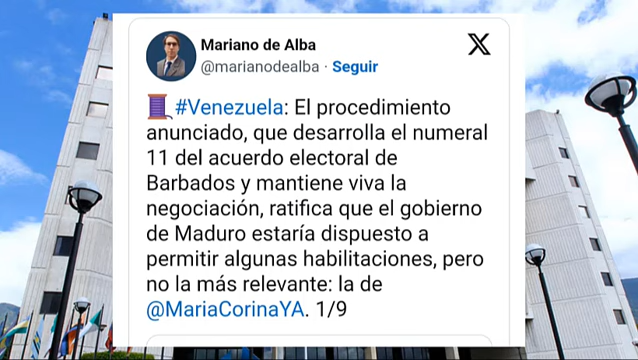 Mariano de Alba
@marianodealba · Seguir
🧵#Venezuela: El procedimiento
anunciado, que desarrolla el numeral
11 del acuerdo electoral de
Barbados y mantiene viva la
negociación, ratifica que el gobierno
de Maduro estaría dispuesto a
permitir algunas habilitaciones, pero
no la más relevante: la de
@MariaCorinaYA. 1/9